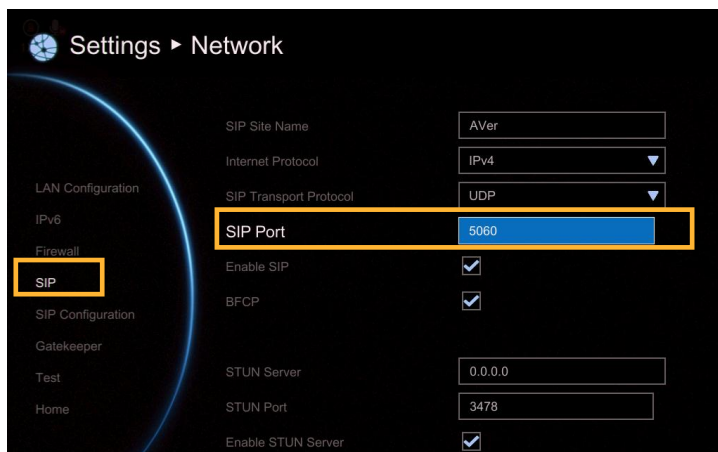 Settings ► Network
SIP Site Name
AVer
Internet Protocol
IPv4
SIP Transport Protocol
UDP
SIP Port
5060
Enable SIP
BFCP
STUN Server
0.0.0.0
STUN Port
3478
Enable STUN Server
LAN Configuration
IPv6
Firewall
SIP
SIP Configuration
Gatekeeper
Test
Home